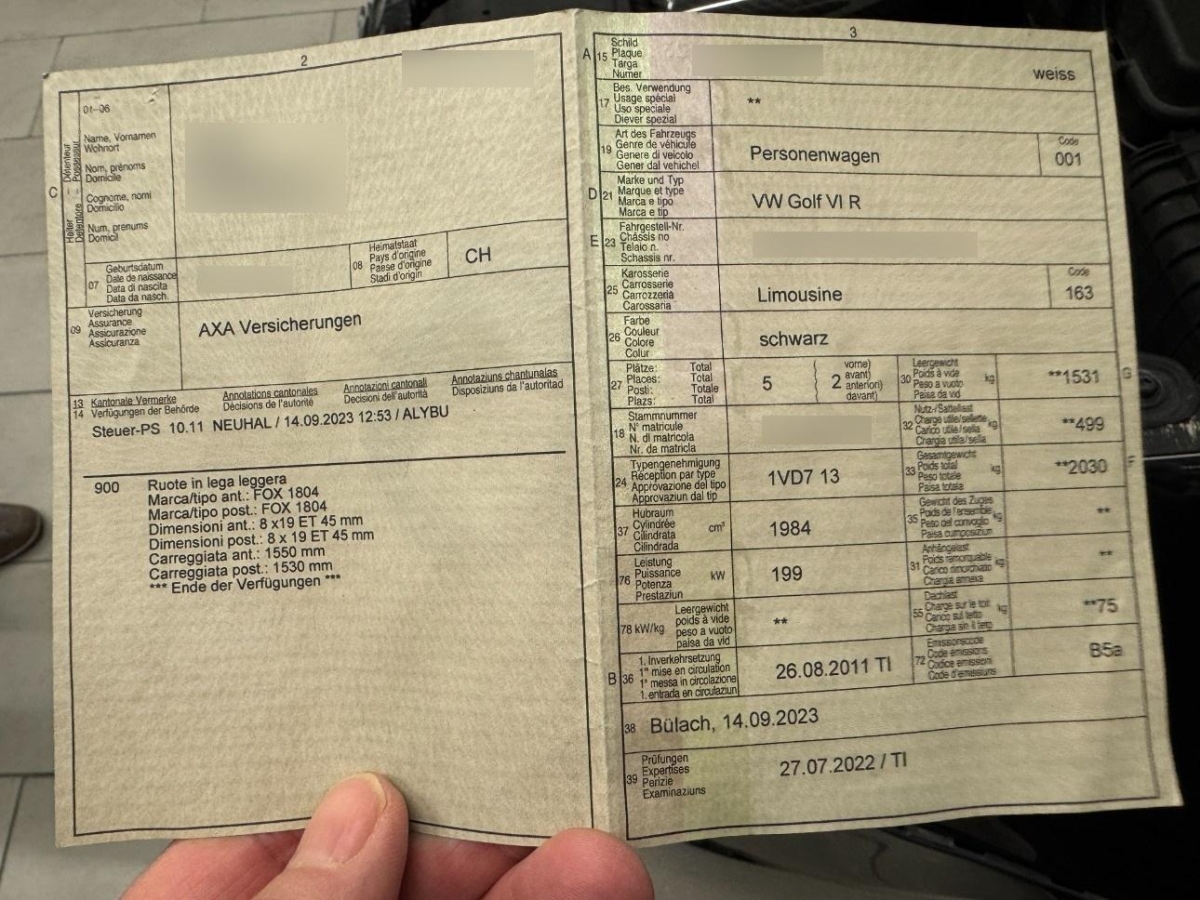 2
01-06
Halter – Détenteur
Detentore – Possessur
C
Name, Vornamen
Wohnort
Nom, prénoms
Domicile
Cognome, nomi
Domicilio
Num, prenums
Domicil
07
Geburtsdatum
Date de naissance
Data di nascita
Data da nasch.
08
Heimatstaat
Pays d'origine
Paese d'origine
Stadi d'origin
CH
09
Versicherung
Assurance
Assicurazione
Assicuranza
AXA Versicherungen
13 Kantonale Vermerke Annotations cantonales Annotazioni cantonali Annotaziuns chantunalas
14 Verfügungen der Behörde Décisions de l'autorité Decisioni dell'autorità Disposiziuns da l'autoritad
Steuer-PS 10.11 NEUHAL / 14.09.2023 12:53 / ALYBU
900 Ruote in lega leggera
Marca/tipo ant.: FOX 1804
Marca/tipo post.: FOX 1804
Dimensioni ant.: 8 x19 ET 45 mm
Dimensioni post.: 8 x 19 ET 45 mm
Carreggiata ant.: 1550 mm
Carreggiata post.: 1530 mm
*** Ende der Verfügungen ***
3
A 15
Schild
Plaque
Targa
Numer
weiss
17
Bes. Verwendung
Usage spécial
Uso speciale
Diever spezial
**
19
Art des Fahrzeugs
Genre de véhicule
Genere di veicolo
Gener dal vehichel
Personenwagen
Code
001
D 21
Marke und Typ
Marque et type
Marca e tipo
Marca e tip
VW Golf VI R
E 23
Fahrgestell-Nr.
Châssis no
Telaio n.
Schassis nr.
25
Karosserie
Carrosserie
Carrozzeria
Carossaria
Limousine
Code
163
26
Farbe
Couleur
Colore
Colur
schwarz
27
Plätze: Total
Places: Total
Posti: Totale
Plazs: Total
5
2
vorne)
avant)
anteriori)
davant)
30
Leergewicht
Poids à vide
Peso a vuoto
Paisa da vid
kg
**1531
G
18
Stammnummer
N° matricule
N. di matricola
Nr. da matricla
32
Nutz-/Sattellast
Charge utile/sellette
Carico utile/sella
Chargia utila/sella
kg
**499
24
Typengenehmigung
Réception par type
Approvazione del tipo
Approvaziun dal tip
1VD7 13
33
Gesamtgewicht
Poids total
Peso totale
Paisa totala
kg
**2030
F
37
Hubraum
Cylindrée
Cilindrata
Cilindrada
cm³
1984
35
Gewicht des Zuges
Poids de l'ensemble
Peso del convoglio
Paisa cumposiziun
kg
**
76
Leistung
Puissance
Potenza
Prestaziun
kW
199
31
Anhängelast
Poids remorquable
Carico rimorchiato
Chargia annexa
kg
**
78 kW/kg
Leergewicht
poids à vide
peso a vuoto
paisa da vid
**
55
Dachlast
Charge sur le toit
Carico sul tetto
Chargia sin il tetg
kg
**75
B 36
1. Inverkehrsetzung
1re mise en circulation
1a messa in circolazione
1. entrada en circulaziun
26.08.2011 TI
72
Emissionscode
Code émissions
Codice emissioni
Code d'emissiuns
B5a
38 Bülach, 14.09.2023
39
Prüfungen
Expertises
Perizie
Examinaziuns
27.07.2022 / TI